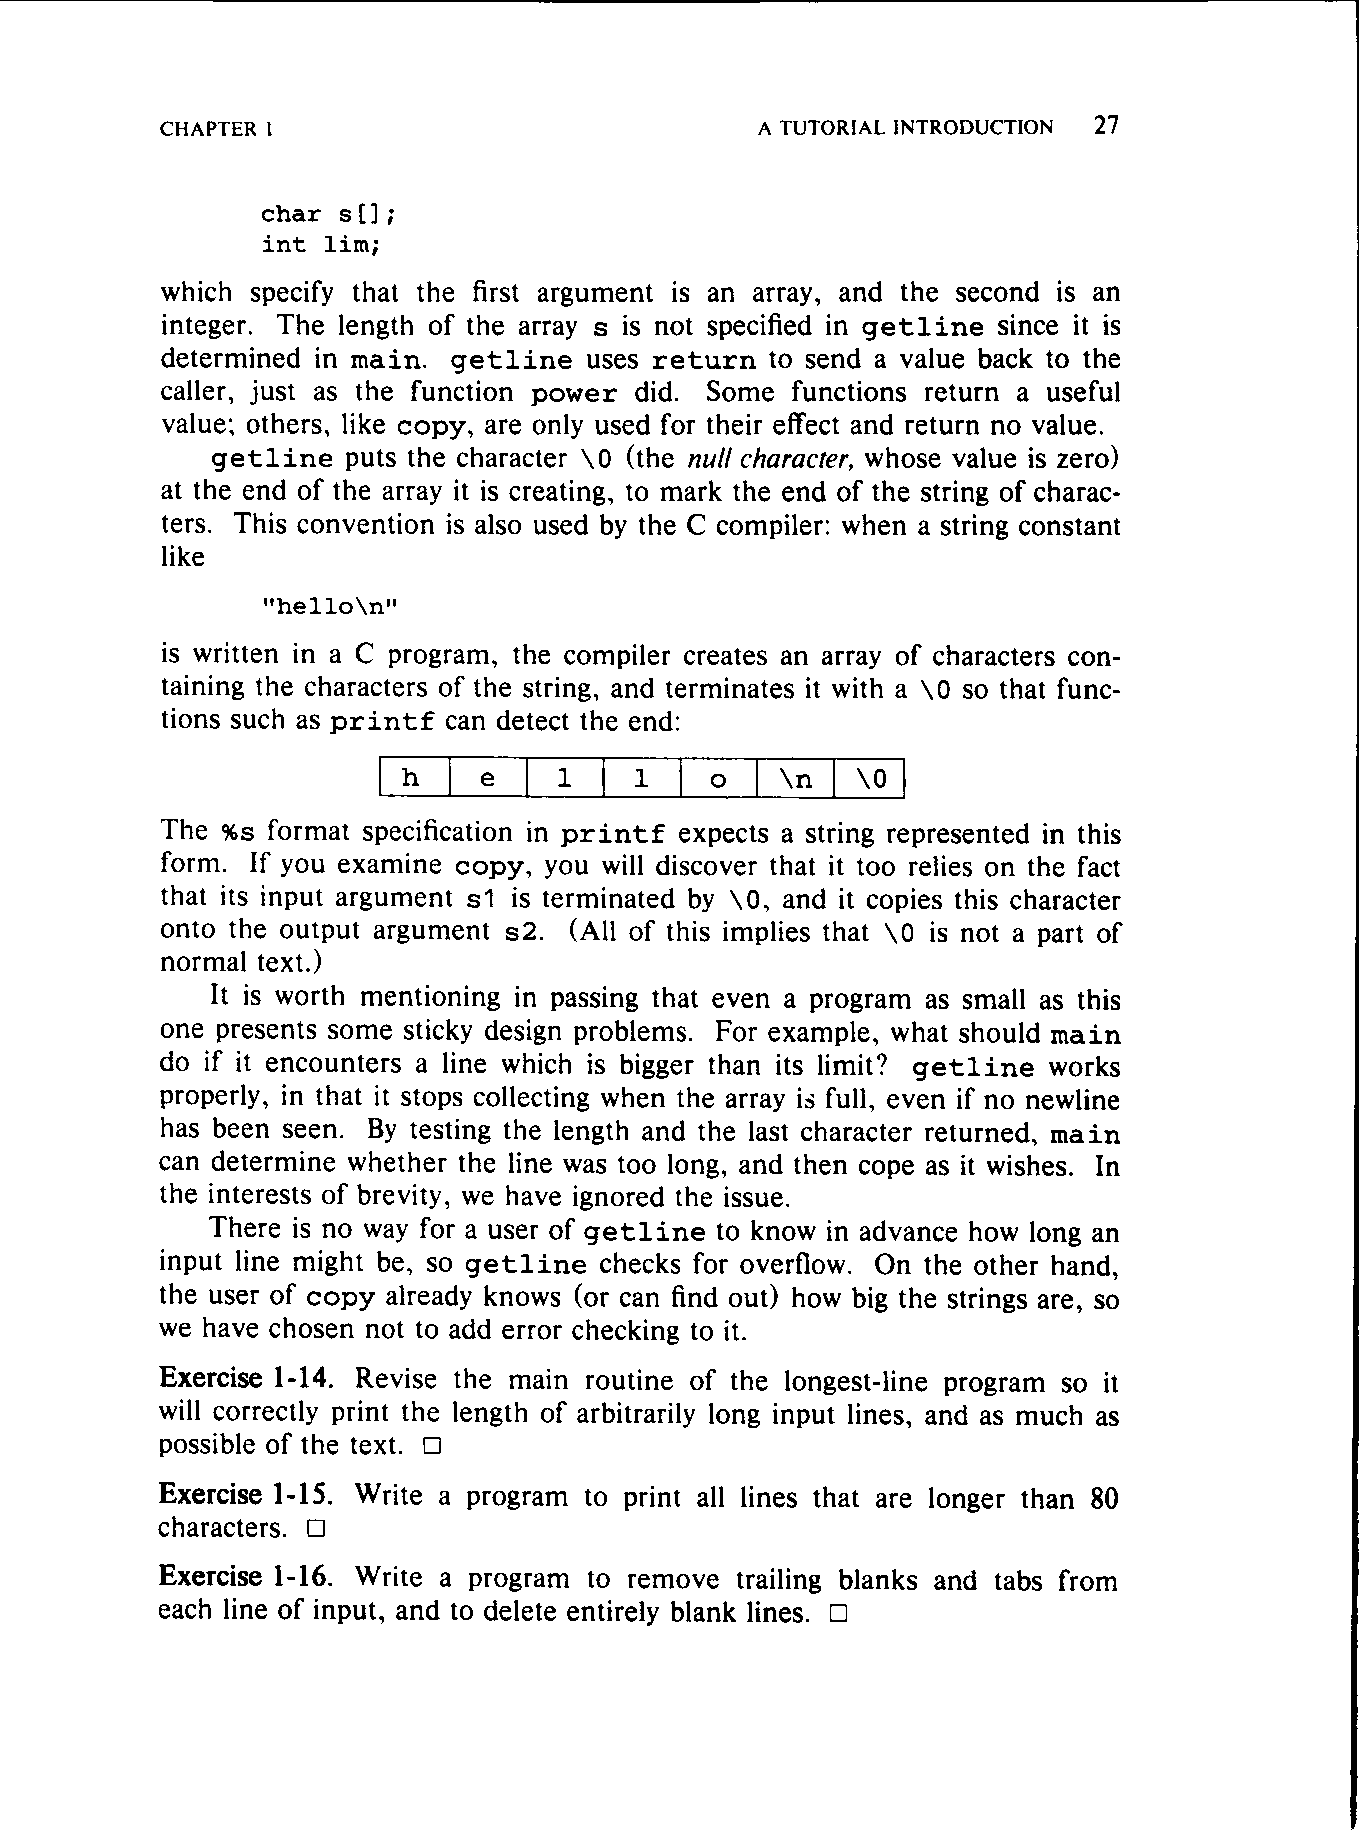 CHAPTER 1 A TUTORIAL INTRODUCTION 27
char s[];
int lim;
which specify that the first argument is an array, and the second is an
integer. The length of the array s is not specified in getline since it is
determined in main. getline uses return to send a value back to the
caller, just as the function power did. Some functions return a useful
value; others, like copy, are only used for their effect and return no value.
getline puts the character \0 (the null character, whose value is zero)
at the end of the array it is creating, to mark the end of the string of charac-
ters. This convention is also used by the C compiler: when a string constant
like
"hello\n"
is written in a C program, the compiler creates an array of characters con-
taining the characters of the string, and terminates it with a \0 so that func-
tions such as printf can detect the end:
h e l l o \n \0
The %s format specification in printf expects a string represented in this
form. If you examine copy, you will discover that it too relies on the fact
that its input argument s1 is terminated by \0, and it copies this character
onto the output argument s2. (All of this implies that \0 is not a part of
normal text.)
It is worth mentioning in passing that even a program as small as this
one presents some sticky design problems. For example, what should main
do if it encounters a line which is bigger than its limit? getline works
properly, in that it stops collecting when the array is full, even if no newline
has been seen. By testing the length and the last character returned, main
can determine whether the line was too long, and then cope as it wishes. In
the interests of brevity, we have ignored the issue.
There is no way for a user of getline to know in advance how long an
input line might be, so getline checks for overflow. On the other hand,
the user of copy already knows (or can find out) how big the strings are, so
we have chosen not to add error checking to it.
Exercise 1-14. Revise the main routine of the longest-line program so it
will correctly print the length of arbitrarily long input lines, and as much as
possible of the text. □
Exercise 1-15. Write a program to print all lines that are longer than 80
characters. □
Exercise 1-16. Write a program to remove trailing blanks and tabs from
each line of input, and to delete entirely blank lines. □